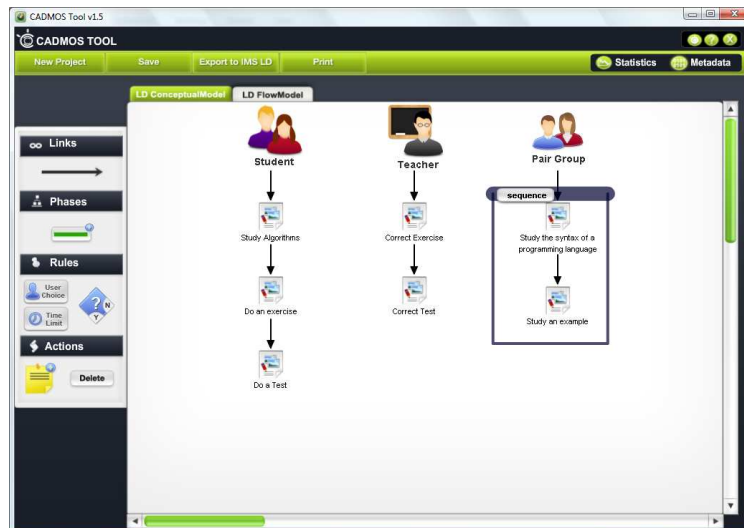 CADMOS Tool v1.5
CADMOS TOOL
New Project Save Export to IMS LD Print Statistics Metadata
LD ConceptualModel LD FlowModel
Links
Phases
Rules
User Choice
N
?
Y
Time Limit
Actions
Delete
Student
Study Algorithms
Do an exercise
Do a Test
Teacher
Correct Exercise
Correct Test
Pair Group
sequence
Study the syntax of a
programming language
Study an example